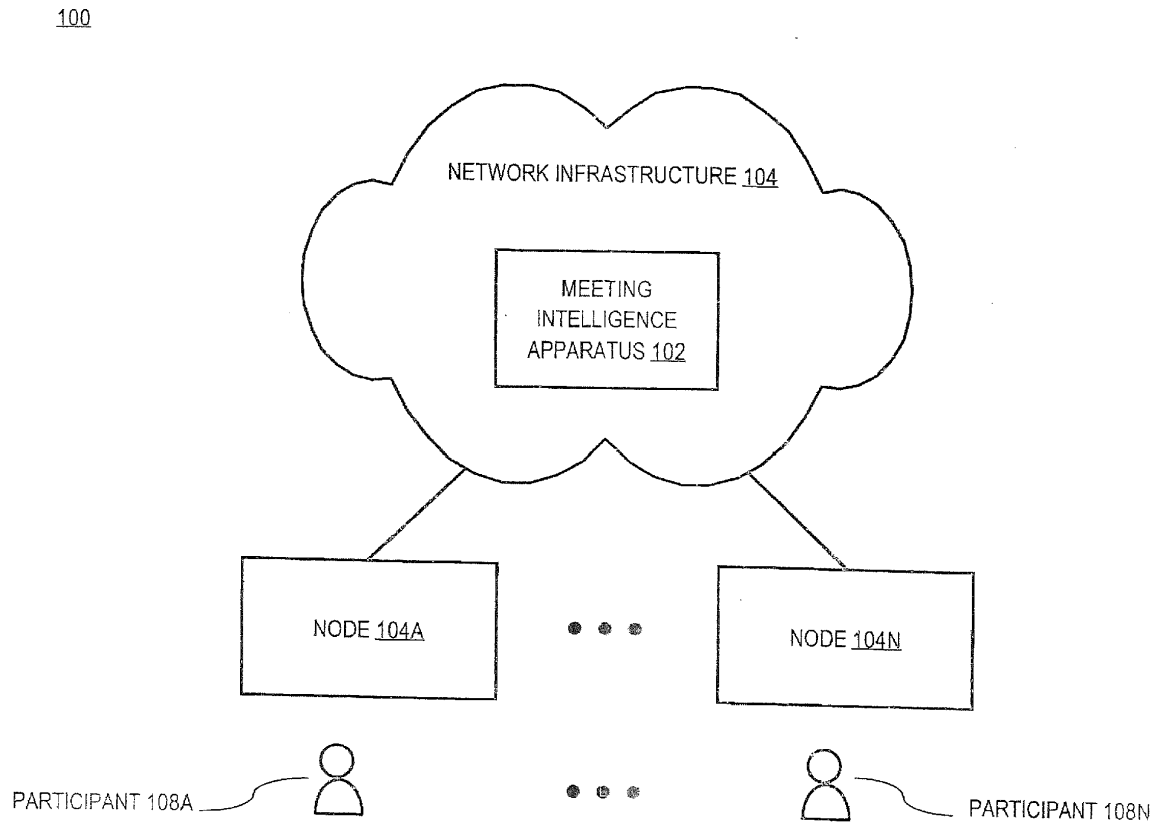 100
NETWORK INFRASTRUCTURE 104
MEETING
INTELLIGENCE
APPARATUS 102
NODE 104A
NODE 104N
PARTICIPANT 108A
PARTICIPANT 108N